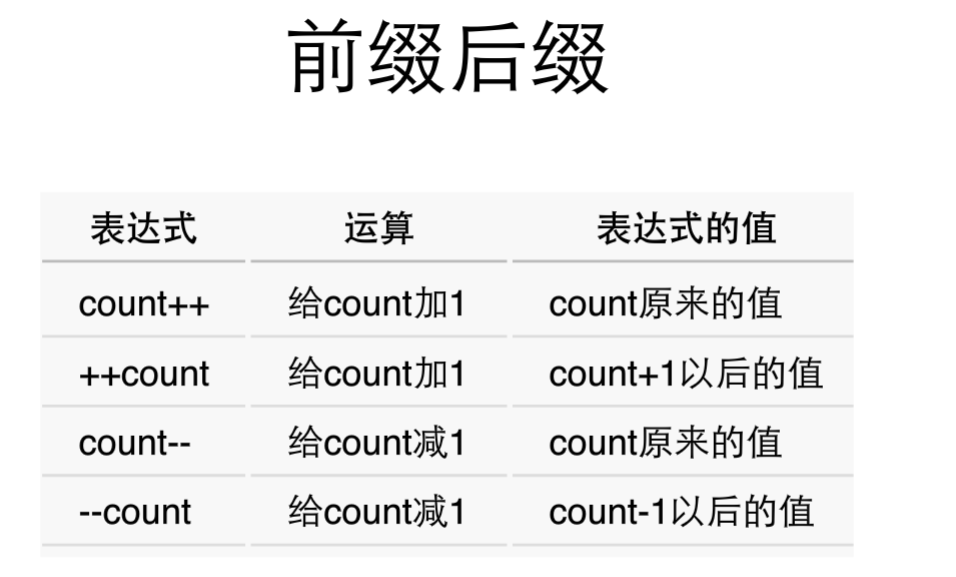 前缀后缀
表达式 运算 表达式的值
count++ 给count加1 count原来的值
++count 给count加1 count+1以后的值
count-- 给count减1 count原来的值
--count 给count减1 count-1以后的值